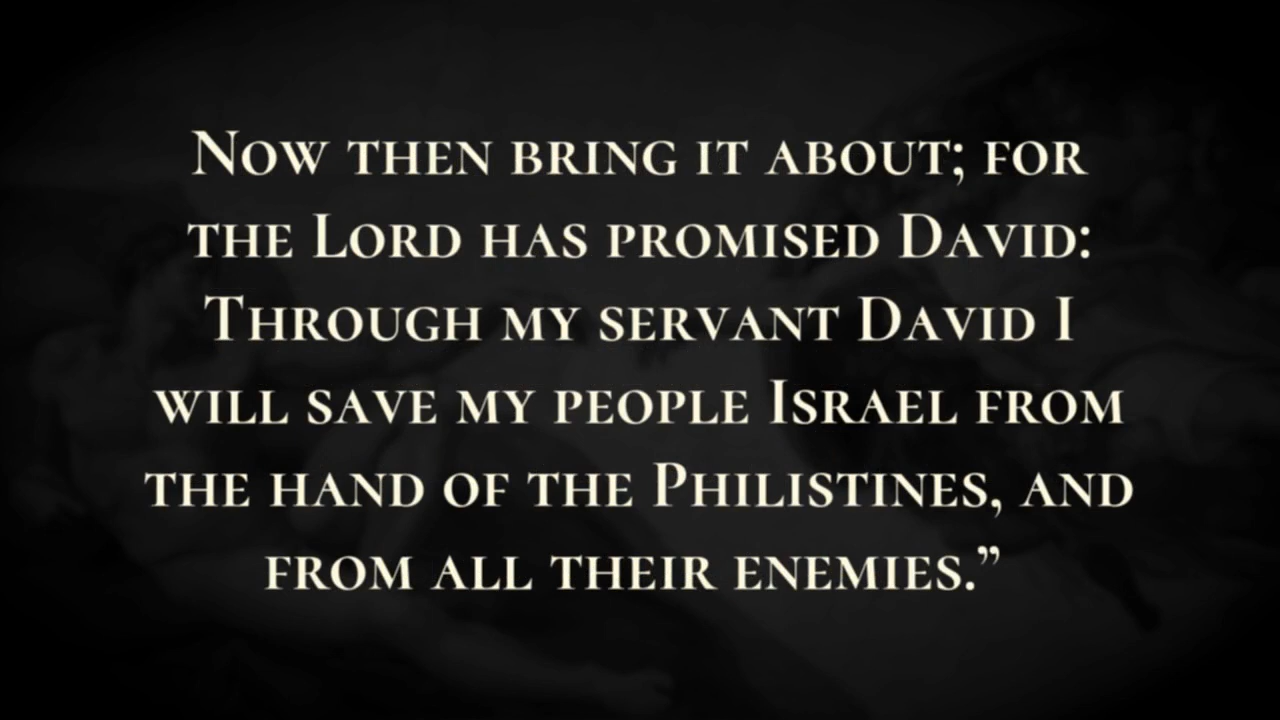 Now then bring it about; for
the Lord has promised David:
Through my servant David I
will save my people Israel from
the hand of the Philistines, and
from all their enemies.”